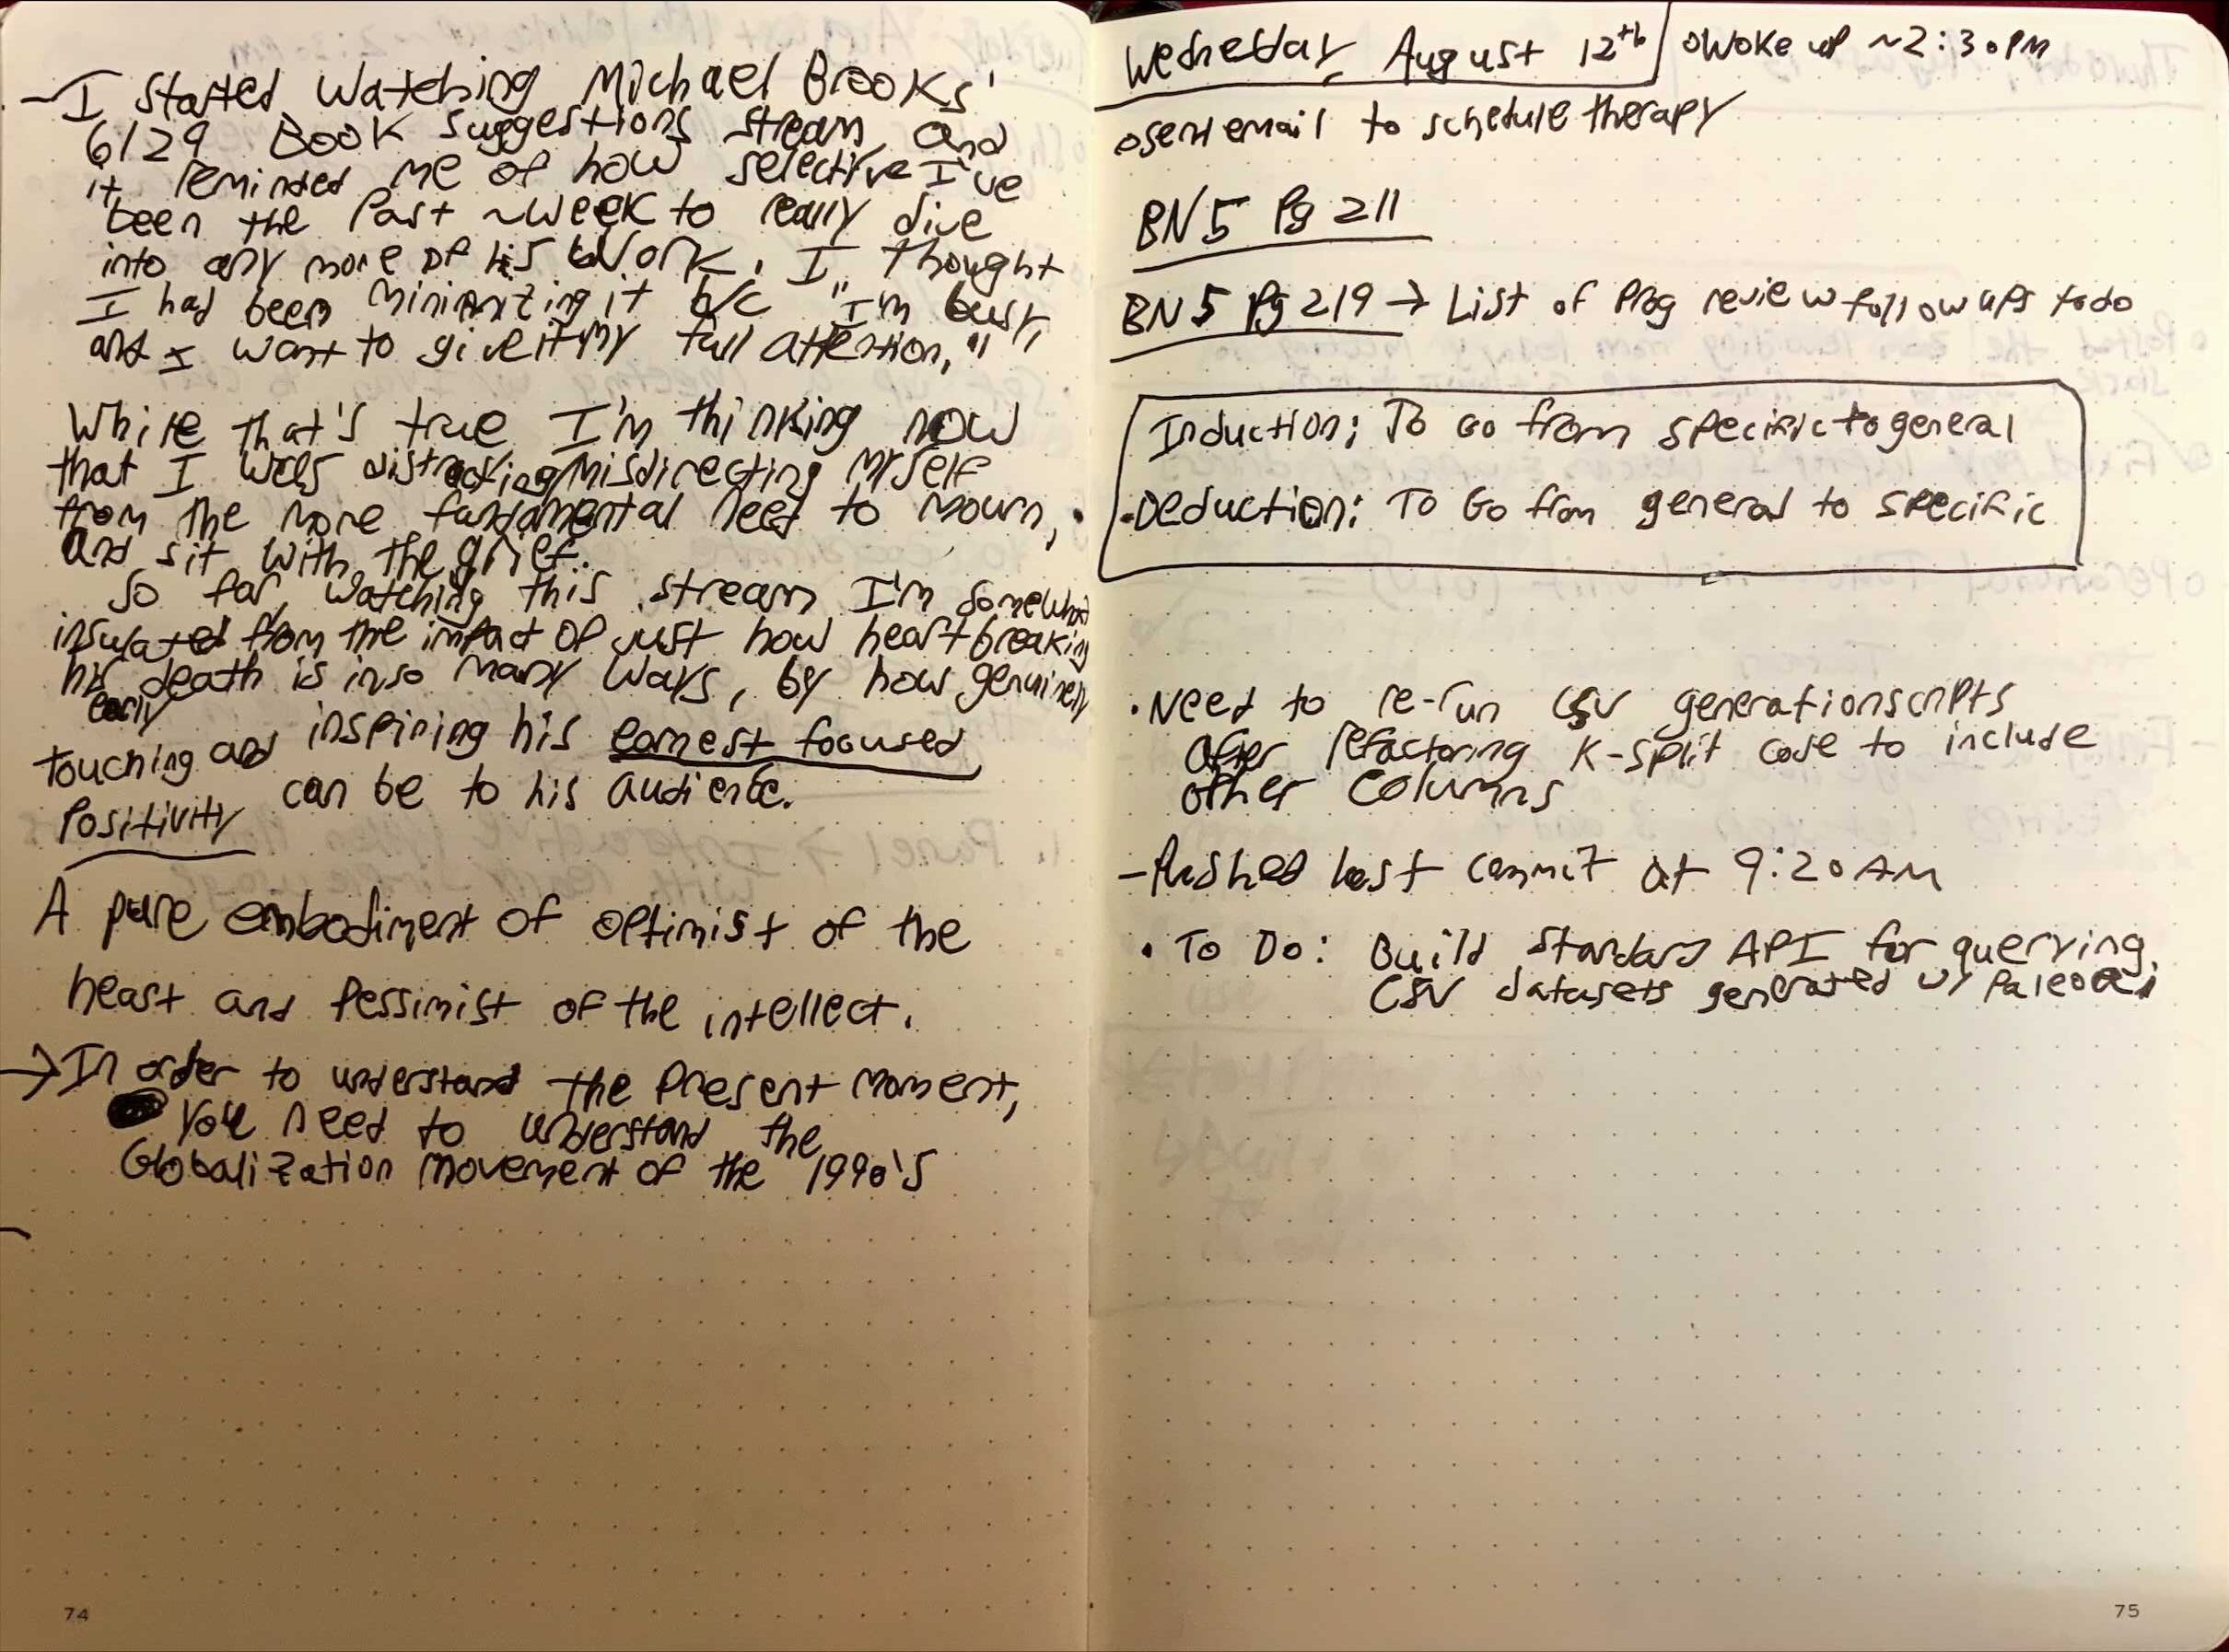 - I started watching Michael Brooks'
6/29 Book suggestions stream and
it reminded me of how selective I've
been the past ~week to really dive
into any more of his work. I thought
I had been minimizing it b/c "I'm busy,
and I want to give it my full attention,"
While that's true I'm thinking now
that I was distracting/misdirecting myself
from the more fundamental need to mourn,
and sit with the grief.
So far, watching this stream I'm somewhat
insulated from the impact of just how heartbreaking
his early death is in so many ways, by how genuinely
touching and inspiring his earnest focused
positivity can be to his audience.
A pure embodiment of optimist of the
heart and pessimist of the intellect.
→ In order to understand the present moment,
you need to understand the
Globalization movement of the 1990's
74
Wednesday, August 12th
o Woke up ~2:30PM
o sent email to schedule therapy
BN5 Pg 211
BN5 Pg 219 → List of Prog review follow ups to do
Induction: To Go from specific to general
Deduction: To Go from general to specific
• Need to re-run CSV generation scripts
after refactoring K-split code to include
other columns
- Pushed last commit at 9:20 AM
• To Do: Build standard API for querying
CSV datasets generated by
75